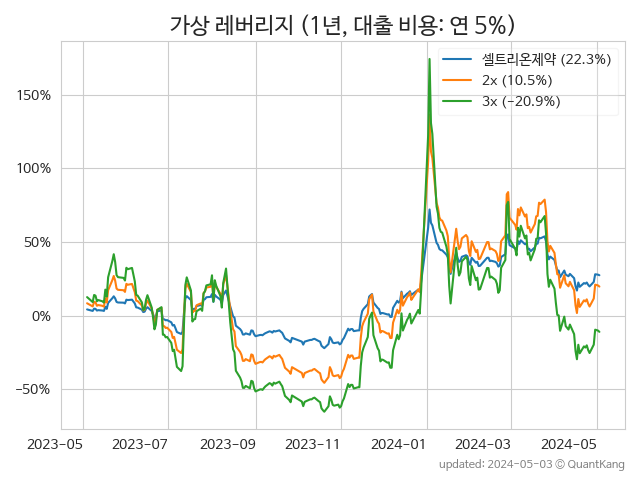 가상 레버리지 (1년, 대출 비용: 연 5%)
셀트리온제약 (22.3%)
2x (10.5%)
3x (−20.9%)
150%
100%
50%
0%
−50%
2023-05 2023-07 2023-09 2023-11 2024-01 2024-03 2024-05
updated: 2024-05-03 © QuantKang